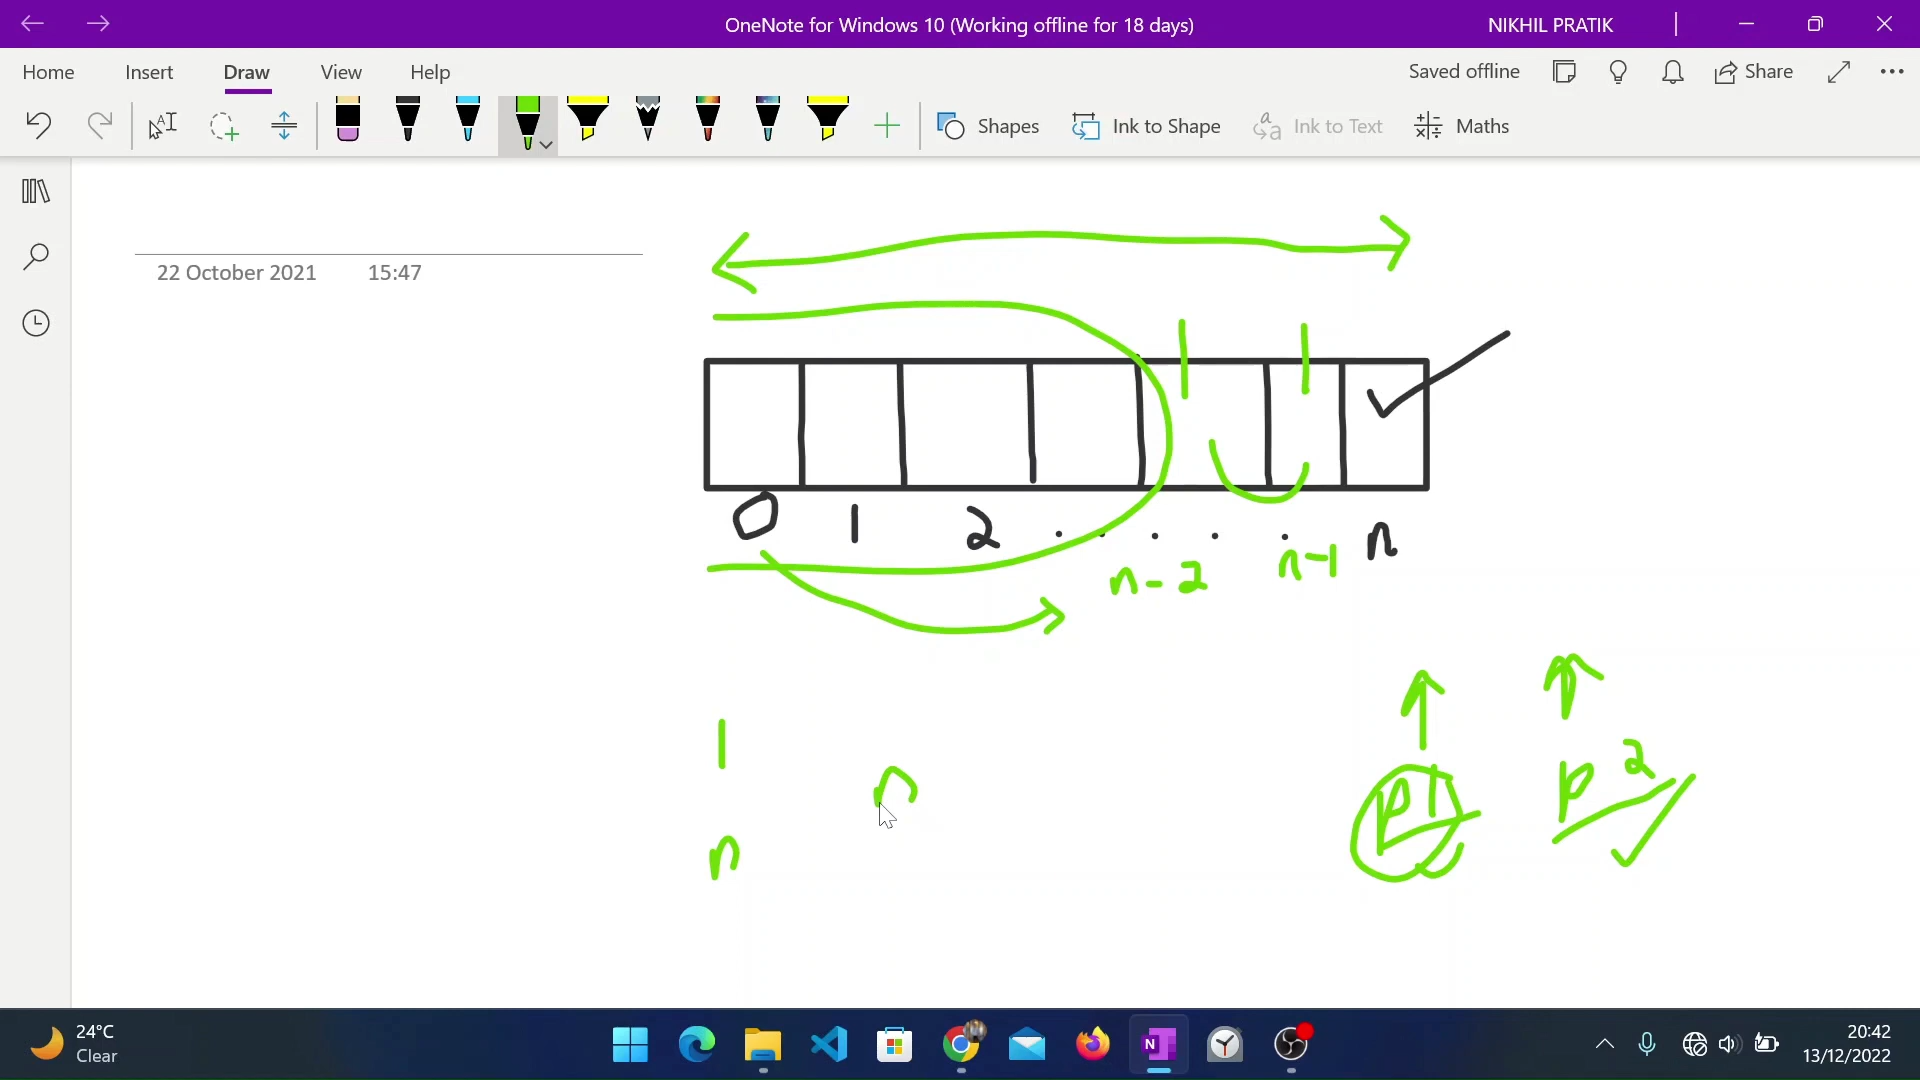 OneNote for Windows 10 (Working offline for 18 days)
NIKHIL PRATIK
Home Insert Draw View Help
Saved offline
Share
Shapes
Ink to Shape
Ink to Text
Maths
22 October 2021 15:47
0 1 2 . . . . . n
n-2 n-1
1
n
n
P1
P2
24°C
Clear
20:42
13/12/2022